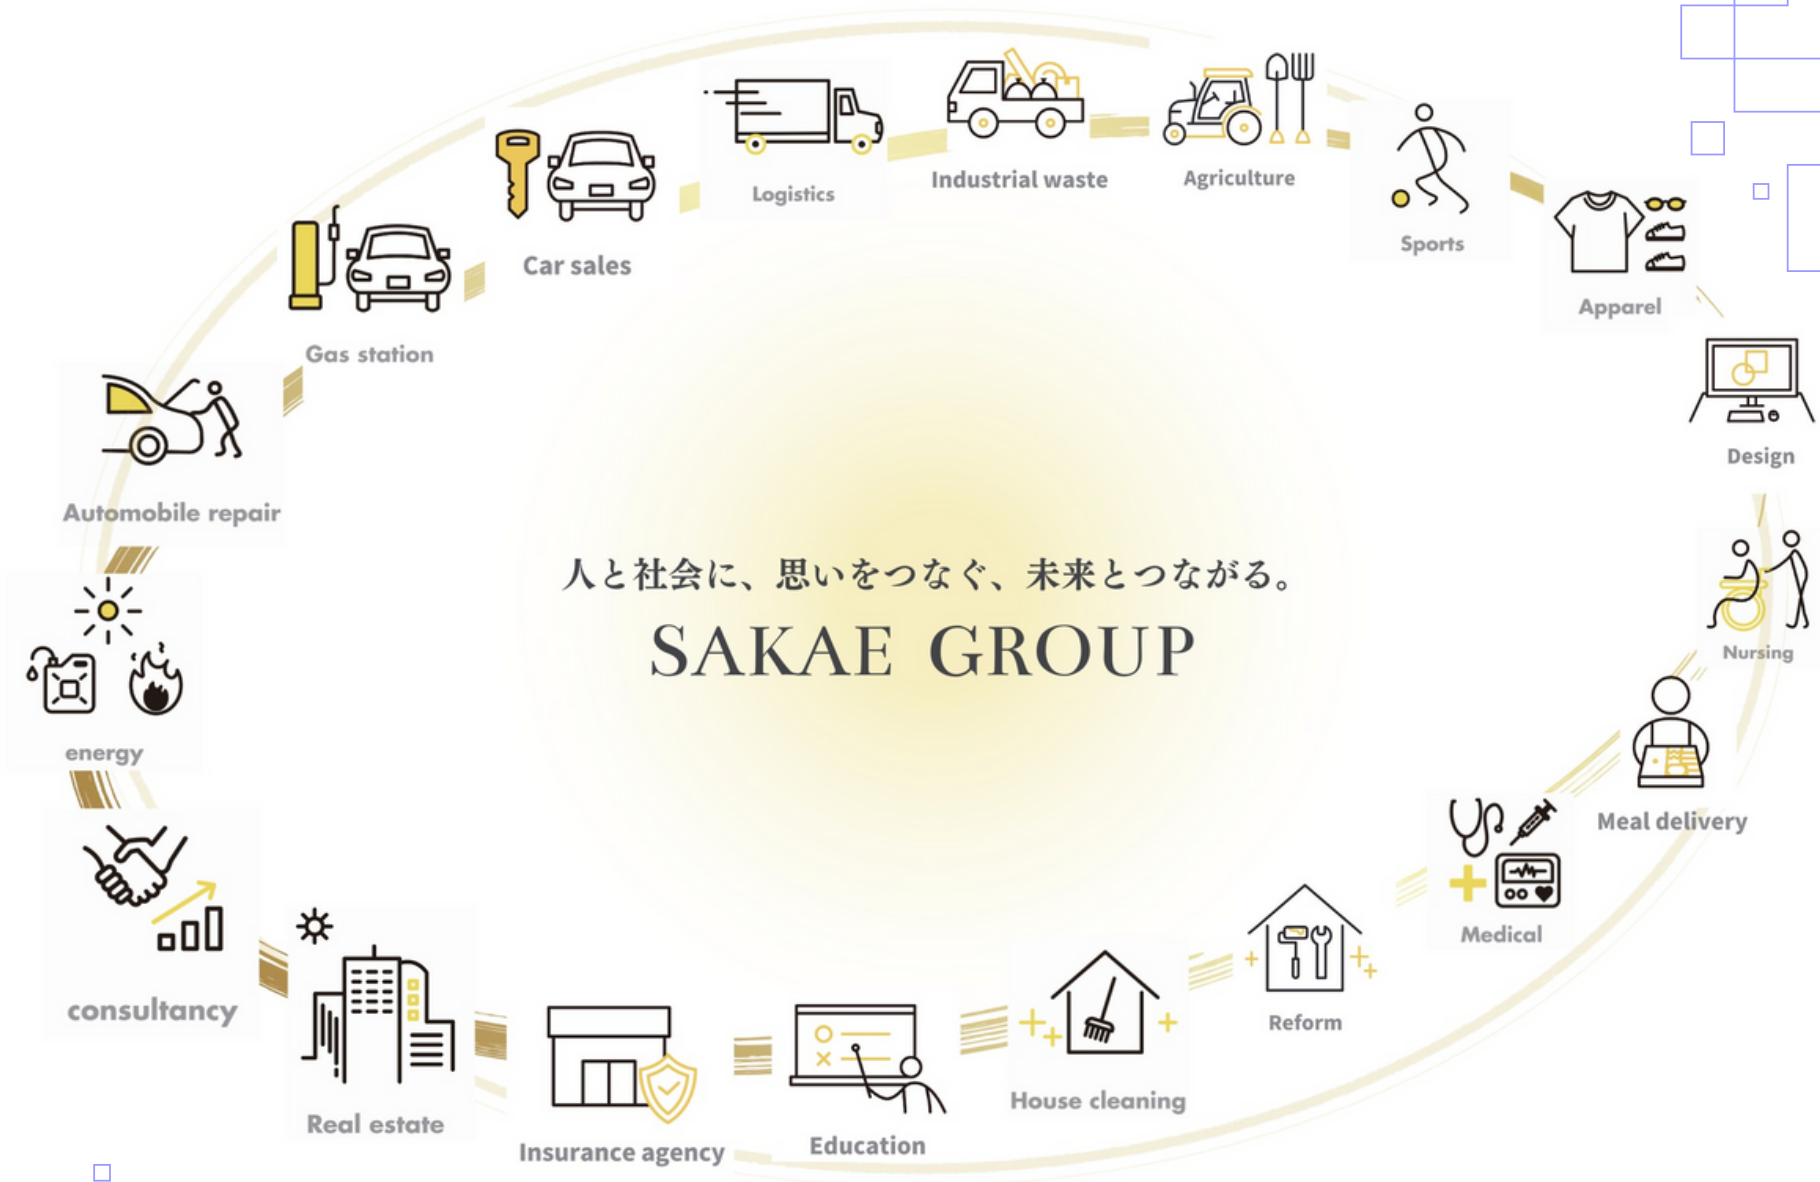 Logistics
Industrial waste
Agriculture
Sports
Apparel
Design
Nursing
Meal delivery
Medical
Reform
House cleaning
Education
Insurance agency
Real estate
consultancy
energy
Automobile repair
Gas station
Car sales
人と社会に、思いをつなぐ、未来とつながる。
SAKAE GROUP